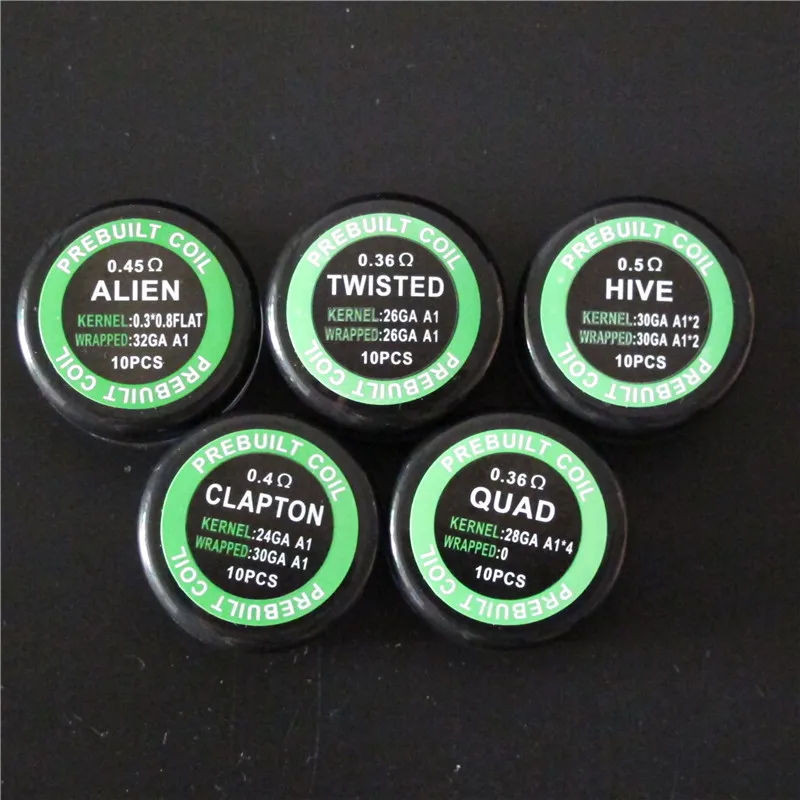 PREBUILT COIL
0.45Ω
ALIEN
KERNEL:0.3*0.8FLAT
WRAPPED:32GA A1
10PCS
PREBUILT COIL
PREBUILT COIL
0.36Ω
TWISTED
KERNEL:26GA A1
WRAPPED:26GA A1
10PCS
PREBUILT COIL
PREBUILT COIL
0.5Ω
HIVE
KERNEL:30GA A1*2
WRAPPED:30GA A1*2
10PCS
PREBUILT COIL
PREBUILT COIL
0.4Ω
CLAPTON
KERNEL:24GA A1
WRAPPED:30GA A1
10PCS
PREBUILT COIL
PREBUILT COIL
0.36Ω
QUAD
KERNEL:28GA A1*4
WRAPPED:0
10PCS
PREBUILT COIL